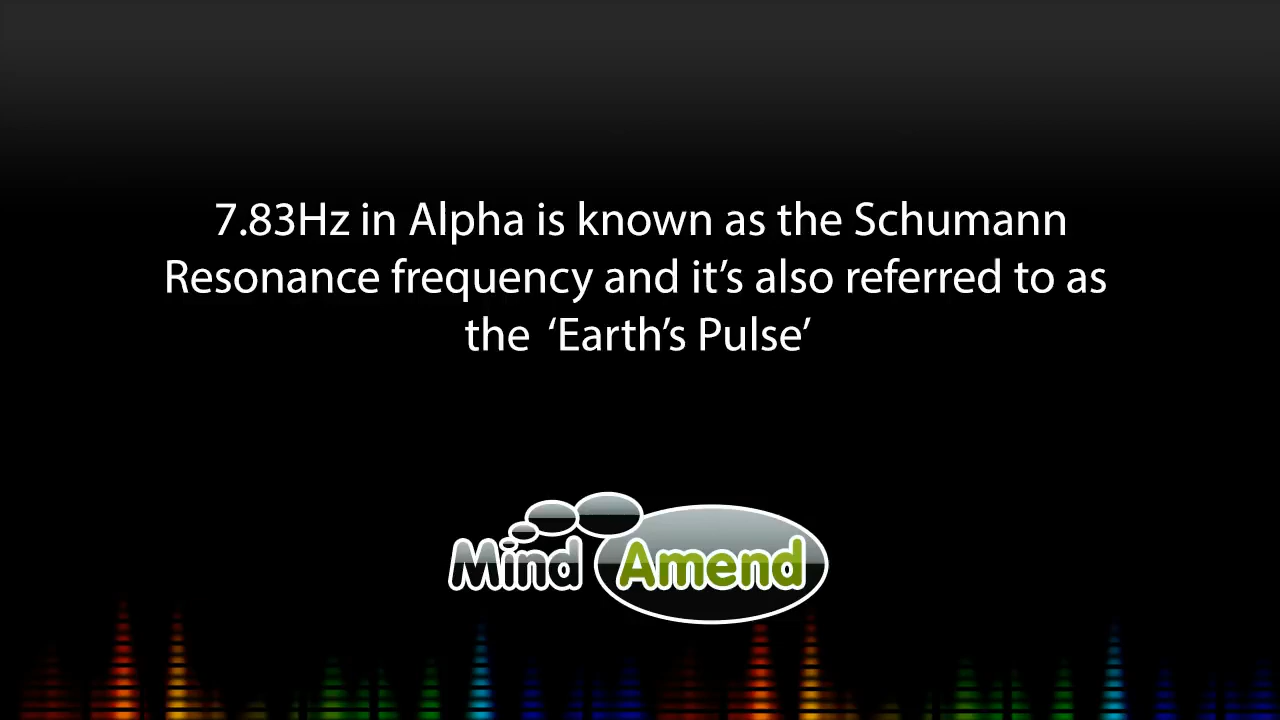 7.83Hz in Alpha is known as the Schumann
Resonance frequency and it’s also referred to as
the ‘Earth’s Pulse’
Mind Amend